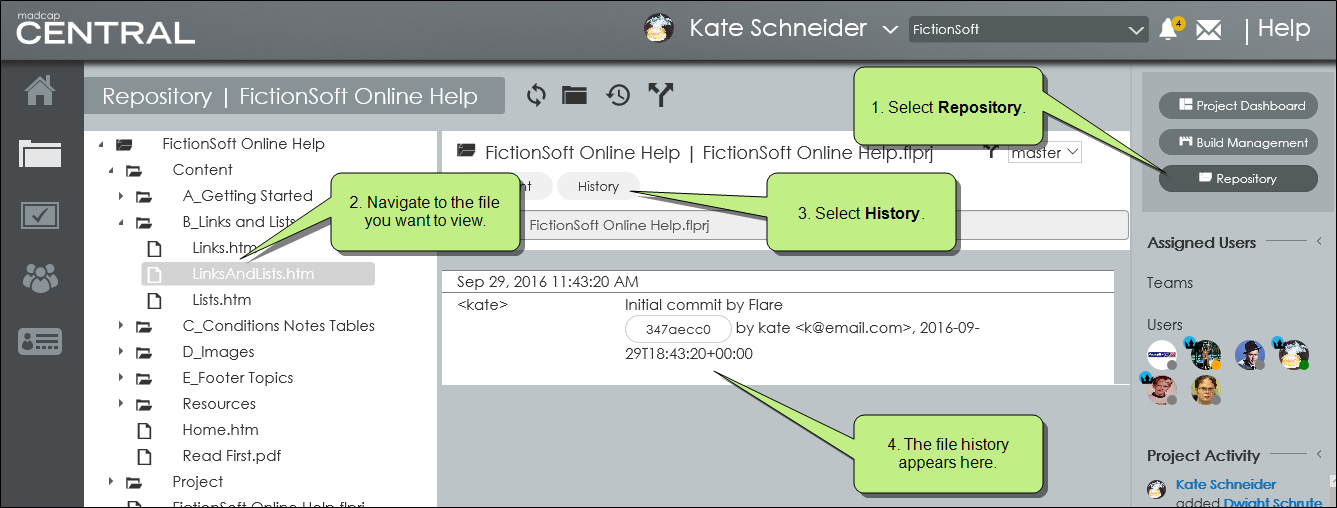 madcap
CENTRAL
Kate Schneider
FictionSoft
4
Help
Repository | FictionSoft Online Help
1. Select Repository.
Project Dashboard
Build Management
Repository
FictionSoft Online Help
Content
A_Getting Started
B_Links and Lists
Links.htm
LinksAndLists.htm
Lists.htm
C_Conditions Notes Tables
D_Images
E_Footer Topics
Resources
Home.htm
Read First.pdf
Project
FictionSoft Online Help.flprj
2. Navigate to the file
you want to view.
FictionSoft Online Help | FictionSoft Online Help.flprj
master
History
3. Select History.
FictionSoft Online Help.flprj
Sep 29, 2016 11:43:20 AM
<kate> Initial commit by Flare
347aecc0 by kate <k@email.com>, 2016-09-
29T18:43:20+00:00
4. The file history
appears here.
Assigned Users
Teams
Users
Project Activity
Kate Schneider
added Dwight Schrute